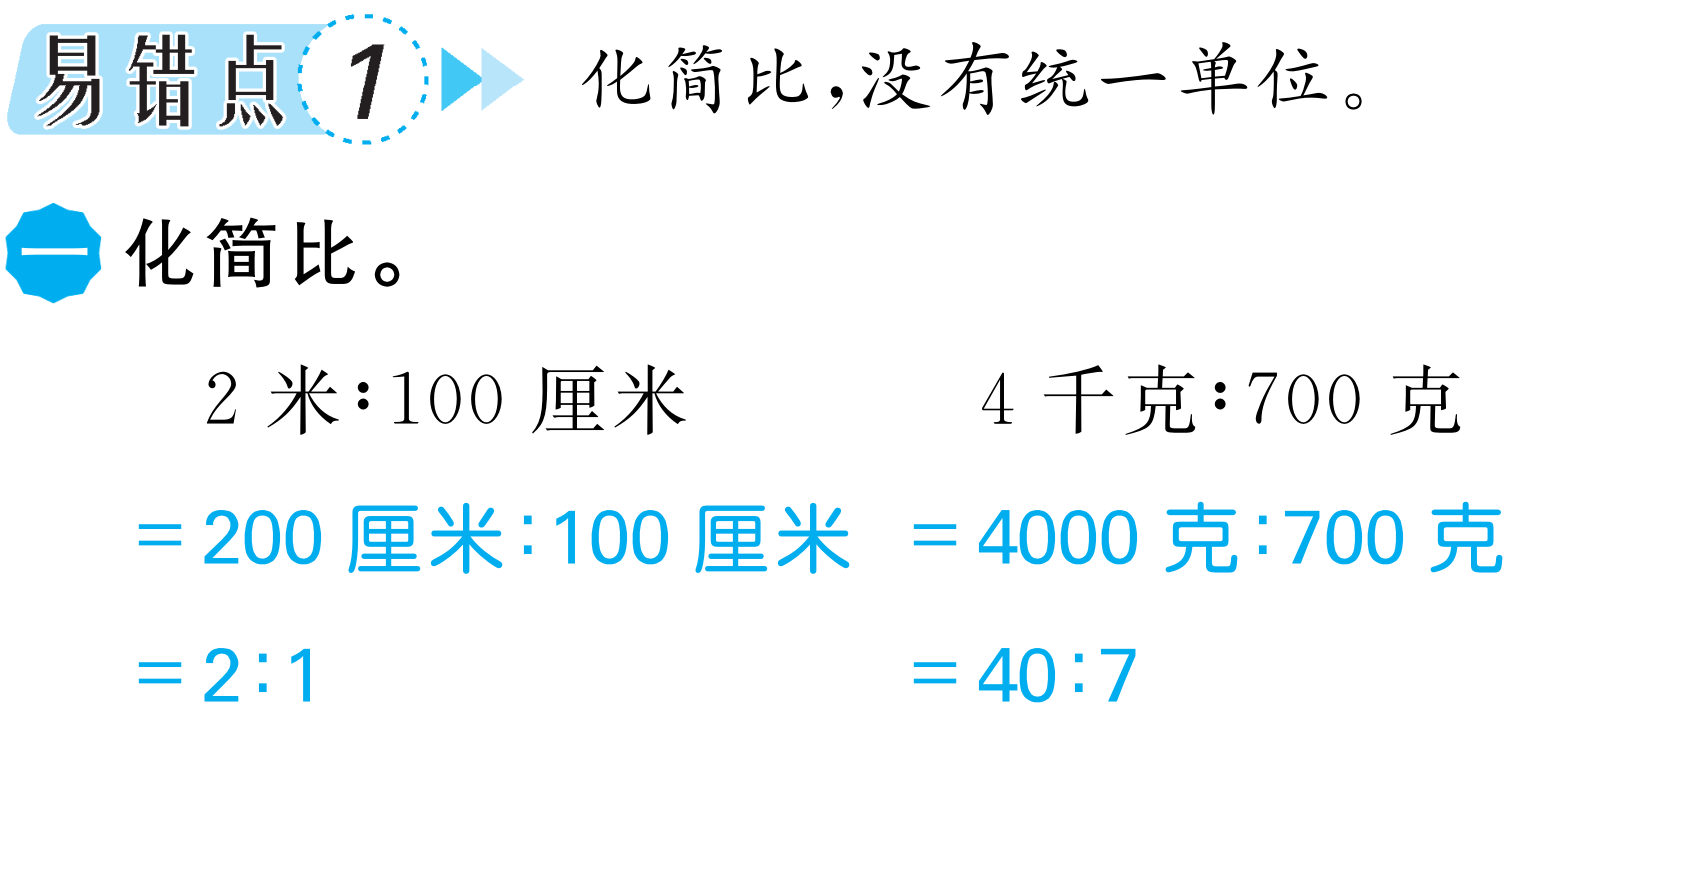 易错点 1 化简比，没有统一单位。
一 化简比。
2 米∶100 厘米 4 千克∶700 克
＝200 厘米∶100 厘米 ＝4000 克∶700 克
＝2∶1 ＝40∶7